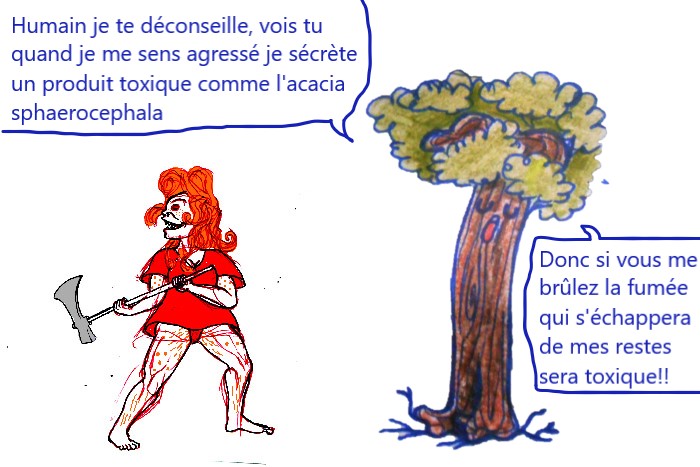 Humain je te déconseille, vois tu
quand je me sens agressé je sécrète
un produit toxique comme l'acacia
sphaerocephala
Donc si vous me
brûlez la fumée
qui s'échappera
de mes restes
sera toxique!!